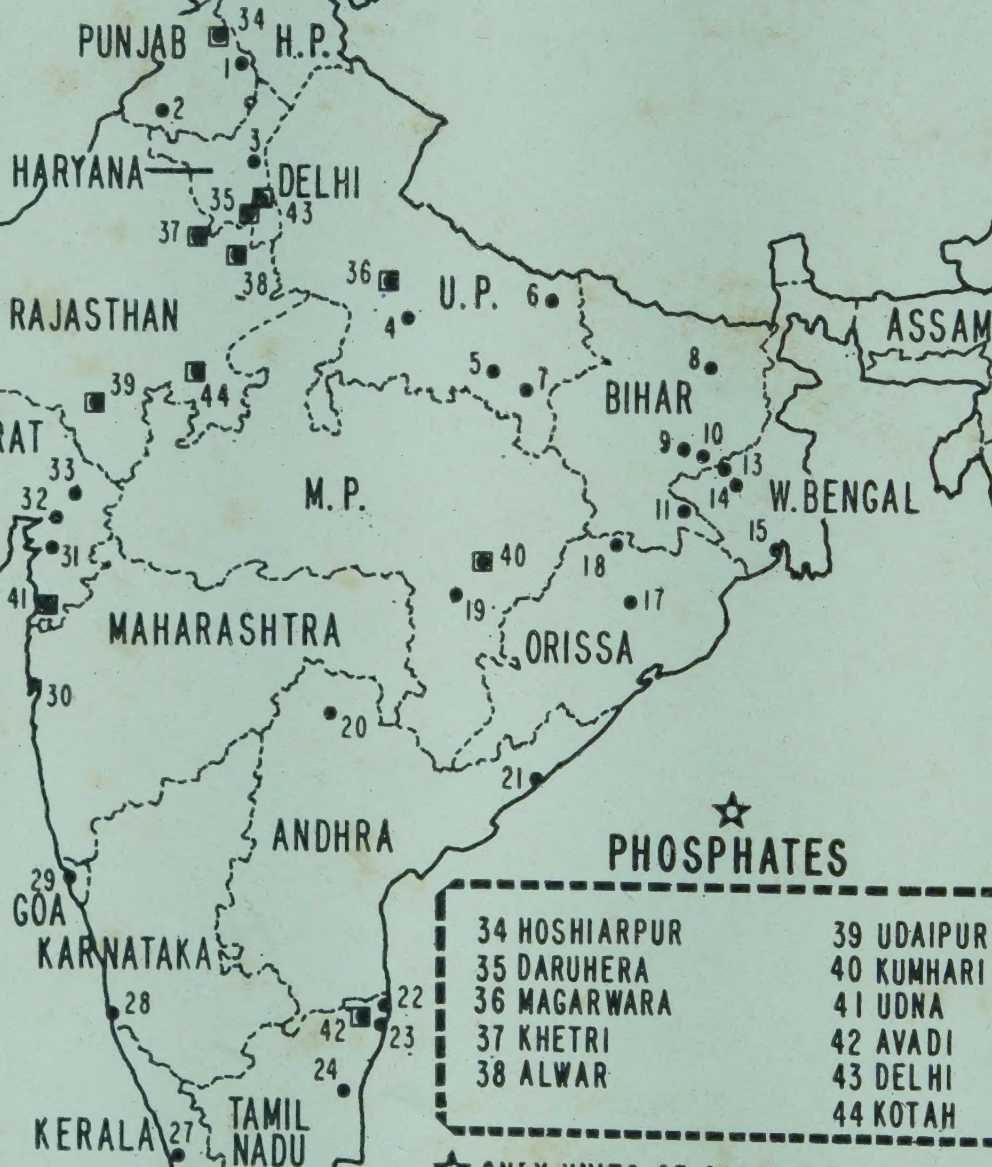 34
PUNJAB H.P.
1
2
3
HARYANA DELHI
35 43
37
38
36
U.P. 6
RAJASTHAN
4
ASSAM
5 7 8
39 44
BIHAR
RAT
9 10
33 13
32 M.P. 14 W.BENGAL
11
15
31 40 18
41 19 17
MAHARASHTRA
ORISSA
30
20
21
ANDHRA
PHOSPHATES
29
GOA
34 HOSHIARPUR 39 UDAIPUR
KARNATAKA
35 DARUHERA 40 KUMHARI
36 MAGARWARA 41 UDNA
28 22
42 23
37 KHETRI 42 AVADI
38 ALWAR 43 DELHI
24
44 KOTAH
TAMIL
NADU
KERALA 27